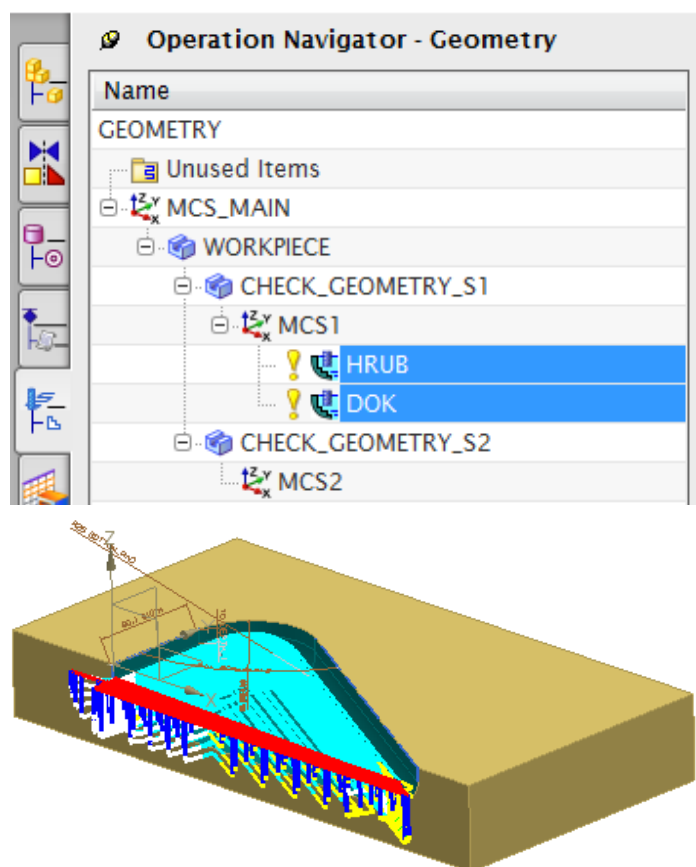 Operation Navigator - Geometry
Name
GEOMETRY
Unused Items
MCS_MAIN
WORKPIECE
CHECK_GEOMETRY_S1
MCS1
HRUB
DOK
CHECK_GEOMETRY_S2
MCS2
Z
X